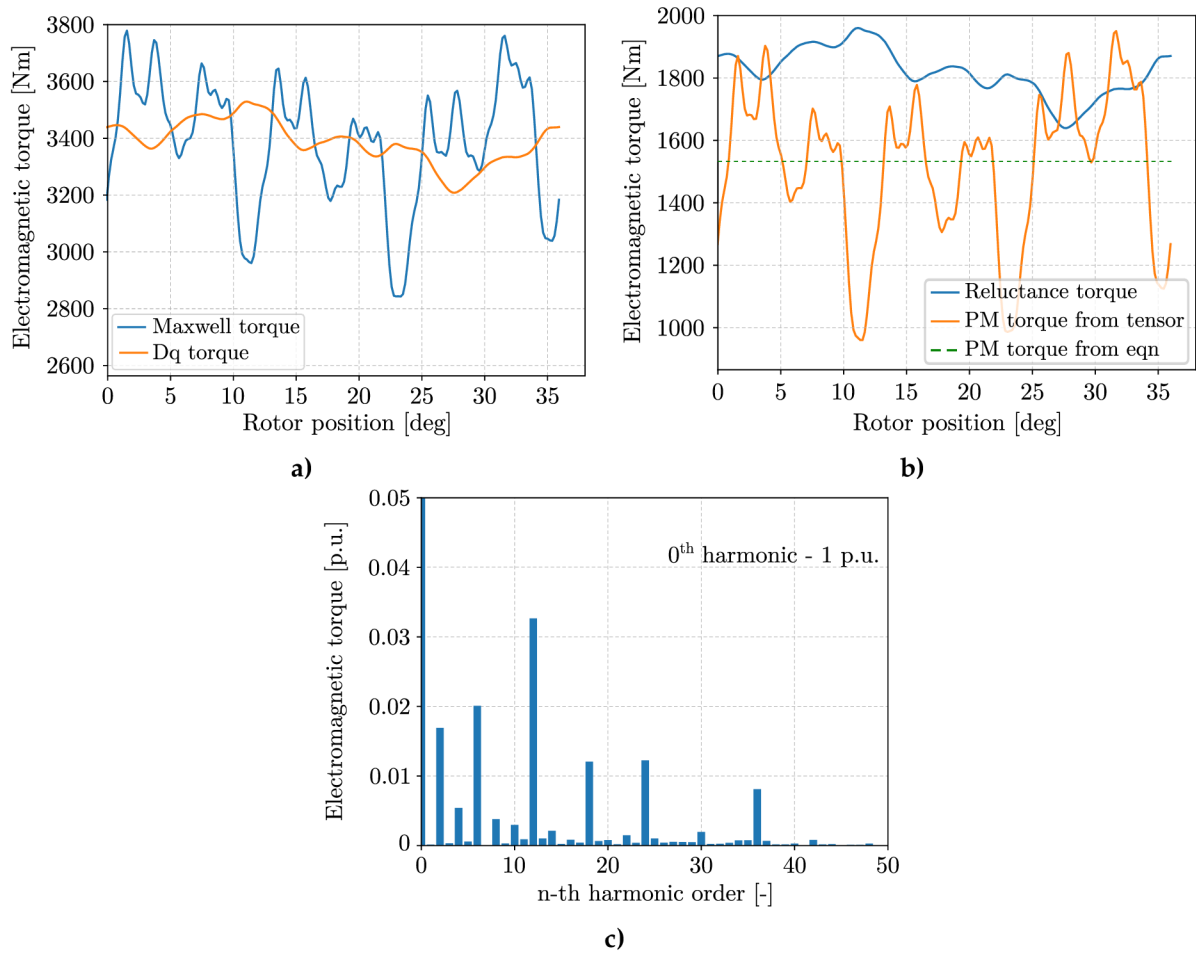 3800
3600
3400
3200
3000
2800
2600
Electromagnetic torque [Nm]
Maxwell torque
Dq torque
0 5 10 15 20 25 30 35
Rotor position [deg]
a)
2000
1800
1600
1400
1200
1000
Electromagnetic torque [Nm]
Reluctance torque
PM torque from tensor
PM torque from eqn
0 5 10 15 20 25 30 35
Rotor position [deg]
b)
0.05
0.04
0.03
0.02
0.01
0
Electromagnetic torque [p.u.]
0th harmonic - 1 p.u.
0 10 20 30 40 50
n-th harmonic order [-]
c)